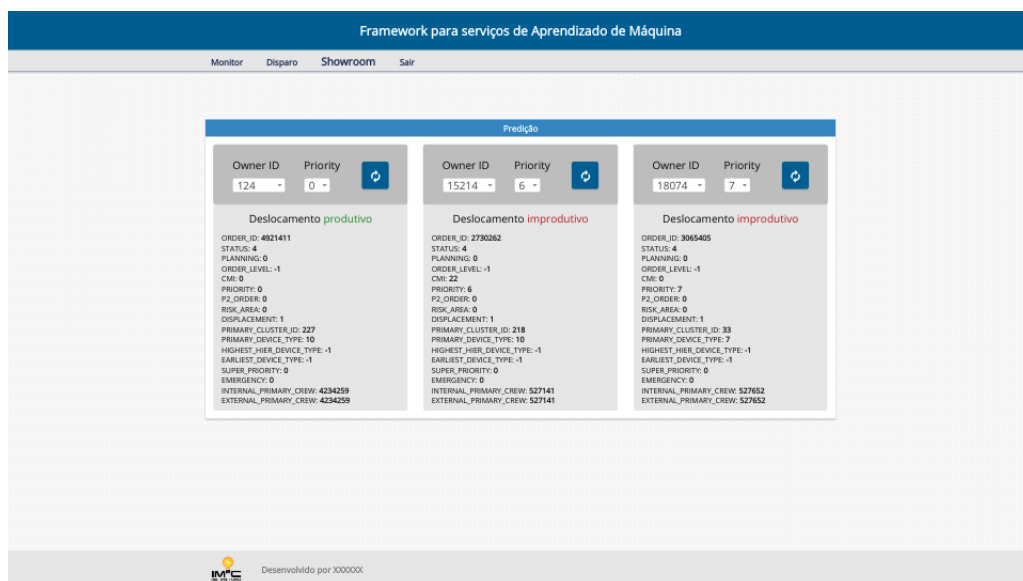 Framework para serviços de Aprendizado de Máquina
Monitor Disparo Showroom Sair
Predição
Owner ID Priority
124 0
Deslocamento produtivo
ORDER_ID: 4921411
STATUS: 4
PLANNING: 0
ORDER_LEVEL: -1
CMI: 0
PRIORITY: 0
P2_ORDER: 0
RISK_AREA: 0
DISPLACEMENT: 1
PRIMARY_CLUSTER_ID: 227
PRIMARY_DEVICE_TYPE: 10
HIGHEST_HIER_DEVICE_TYPE: -1
EARLIEST_DEVICE_TYPE: -1
SUPER_PRIORITY: 0
EMERGENCY: 0
INTERNAL_PRIMARY_CREW: 4234259
EXTERNAL_PRIMARY_CREW: 4234259
Owner ID Priority
15214 6
Deslocamento improdutivo
ORDER_ID: 2730262
STATUS: 4
PLANNING: 0
ORDER_LEVEL: -1
CMI: 22
PRIORITY: 6
P2_ORDER: 0
RISK_AREA: 0
DISPLACEMENT: 1
PRIMARY_CLUSTER_ID: 218
PRIMARY_DEVICE_TYPE: 10
HIGHEST_HIER_DEVICE_TYPE: -1
EARLIEST_DEVICE_TYPE: -1
SUPER_PRIORITY: 0
EMERGENCY: 0
INTERNAL_PRIMARY_CREW: 527141
EXTERNAL_PRIMARY_CREW: 527141
Owner ID Priority
18074 7
Deslocamento improdutivo
ORDER_ID: 3065405
STATUS: 4
PLANNING: 0
ORDER_LEVEL: -1
CMI: 0
PRIORITY: 7
P2_ORDER: 0
RISK_AREA: 0
DISPLACEMENT: 1
PRIMARY_CLUSTER_ID: 33
PRIMARY_DEVICE_TYPE: 7
HIGHEST_HIER_DEVICE_TYPE: -1
EARLIEST_DEVICE_TYPE: -1
SUPER_PRIORITY: 0
EMERGENCY: 0
INTERNAL_PRIMARY_CREW: 527652
EXTERNAL_PRIMARY_CREW: 527652
Desenvolvido por XXXXXX